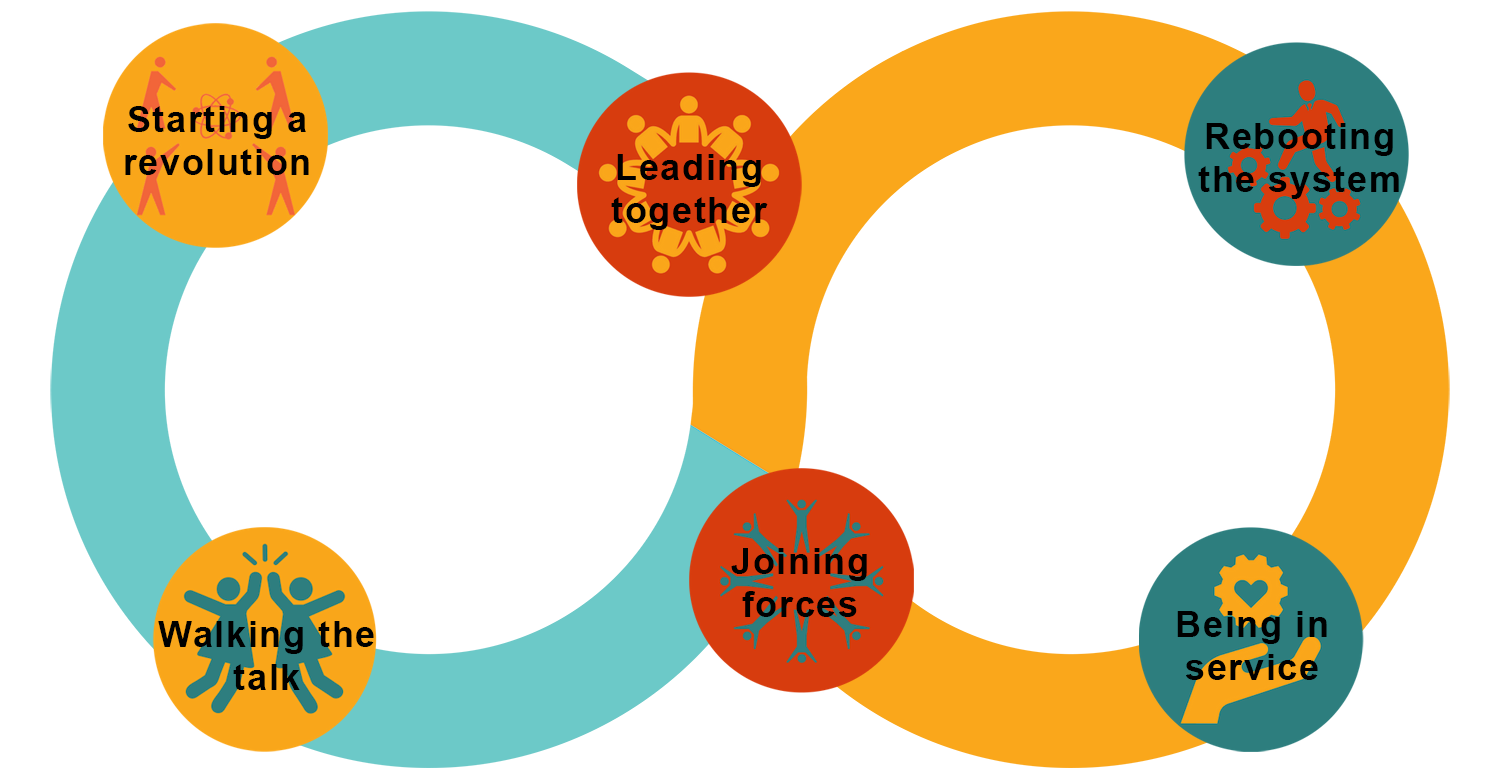 Starting a
revolution
Leading
together
Rebooting
the system
Walking the
talk
Joining
forces
Being in
service